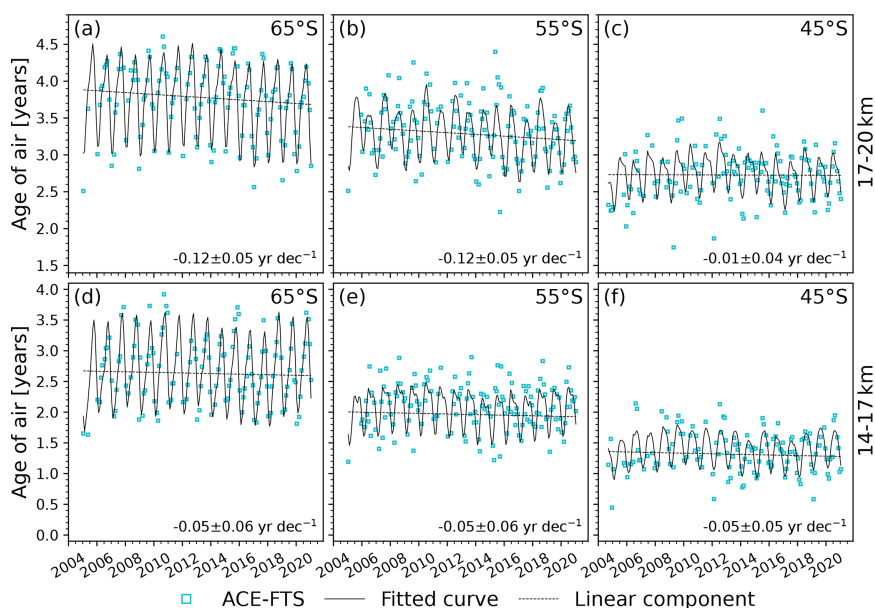 (a) 65°S (b) 55°S (c) 45°S
Age of air [years]
4.5
4.0
3.5
3.0
2.5
2.0
1.5
17-20 km
-0.12±0.05 yr dec⁻¹ -0.12±0.05 yr dec⁻¹ -0.01±0.04 yr dec⁻¹
(d) 65°S (e) 55°S (f) 45°S
Age of air [years]
4.0
3.5
3.0
2.5
2.0
1.5
1.0
0.5
0.0
14-17 km
-0.05±0.06 yr dec⁻¹ -0.05±0.06 yr dec⁻¹ -0.05±0.05 yr dec⁻¹
2004 2006 2008 2010 2012 2014 2016 2018 2020 2004 2006 2008 2010 2012 2014 2016 2018 2020 2004 2006 2008 2010 2012 2014 2016 2018 2020
ACE-FTS Fitted curve Linear component